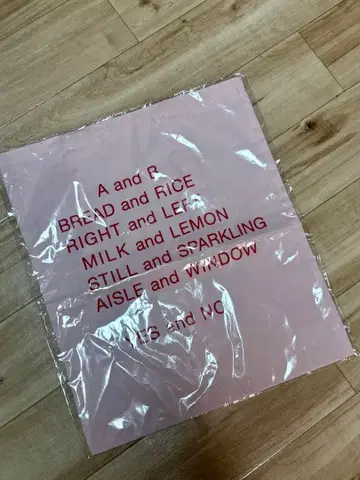 A and B
BREAD and RICE
RIGHT and LEFT
MILK and LEMON
STILL and SPARKLING
AISLE and WINDOW
YES and NO